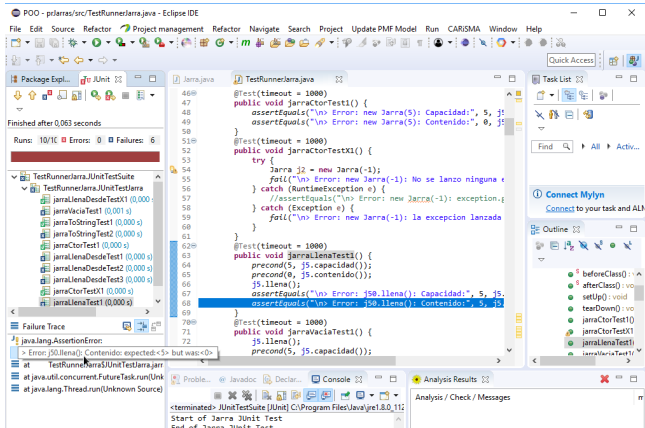 POO - prJarras/src/TestRunnerJarra.java - Eclipse IDE
File Edit Source Refactor Project management Refactor Navigate Search Project Update PMF Model Run CARiSMA Window Help
Quick Access
Package Expl...
JUnit
Finished after 0,063 seconds
Runs: 10/1( Errors: 0 Failures: 6
TestRunnerJarra.JUnitTestSuite
TestRunnerJarra.JUnitTestJarra
jarraLlenaDesdeTestX1 (0,000 s
jarraVaciaTest1 (0,001 s)
jarraToStringTest1 (0,000 s)
jarraToStringTest2 (0,000 s)
jarraCtorTest1 (0,000 s)
jarraLlenaDesdeTest1 (0,000 s)
jarraLlenaDesdeTest2 (0,000 s)
jarraLlenaDesdeTest3 (0,000 s)
jarraCtorTestX1 (0,000 s)
jarraLlenaTest1 (0,000 s)
Failure Trace
java.lang.AssertionError:
> Error: j50.llena(): Contenido: expected:<5> but was:<0>
at TestRunnerJarra$JUnitTestJarra.jarr
at java.util.concurrent.FutureTask.run(Unk
at java.lang.Thread.run(Unknown Source)
Jarra.java
TestRunnerJarra.java
46 @Test(timeout = 1000)
47 public void jarraCtorTest1() {
48 assertEquals("\n> Error: new Jarra(5): Capacidad:", 5, j5
49 assertEquals("\n> Error: new Jarra(5): Contenido:", 0, j5
50 }
51 @Test(timeout = 1000)
52 public void jarraCtorTestX1() {
53 try {
54 Jarra j2 = new Jarra(-1);
55 fail("\n> Error: new Jarra(-1): No se lanzo ninguna e
56 } catch (RuntimeException e) {
57 //assertEquals("\n> Error: new Jarra(-1): exception.g
58 } catch (Exception e) {
59 fail("\n> Error: new Jarra(-1): la excepcion lanzada
60 }
61 }
62 @Test(timeout = 1000)
63 public void jarraLlenaTest1() {
64 precond(5, j5.capacidad());
65 precond(0, j5.contenido());
66 j5.llena();
67 assertEquals("\n> Error: j50.llena(): Capacidad:", 5, j5.
68 assertEquals("\n> Error: j50.llena(): Contenido:", 5, j5.
69 }
70 @Test(timeout = 1000)
71 public void jarraVaciaTest1() {
72 j5.llena();
73 precond(5, j5.capacidad());
Proble...
Javadoc
Declar...
Console
<terminated> JUnitTestSuite [JUnit] C:\Program Files\Java\jre1.8.0_112
Start of Jarra JUnit Test
End of Jarra JUnit Test
Analysis Results
Analysis / Check / Messages
m
Task List
Find
All
Activ...
Connect Mylyn
Connect to your task and ALM
Outline
beforeClass() : v
afterClass() : vo
setUp() : void
tearDown() : vo
jarraCtorTest1()
jarraCtorTestX1
jarraLlenaTest1(
jarraVaciaTest1(